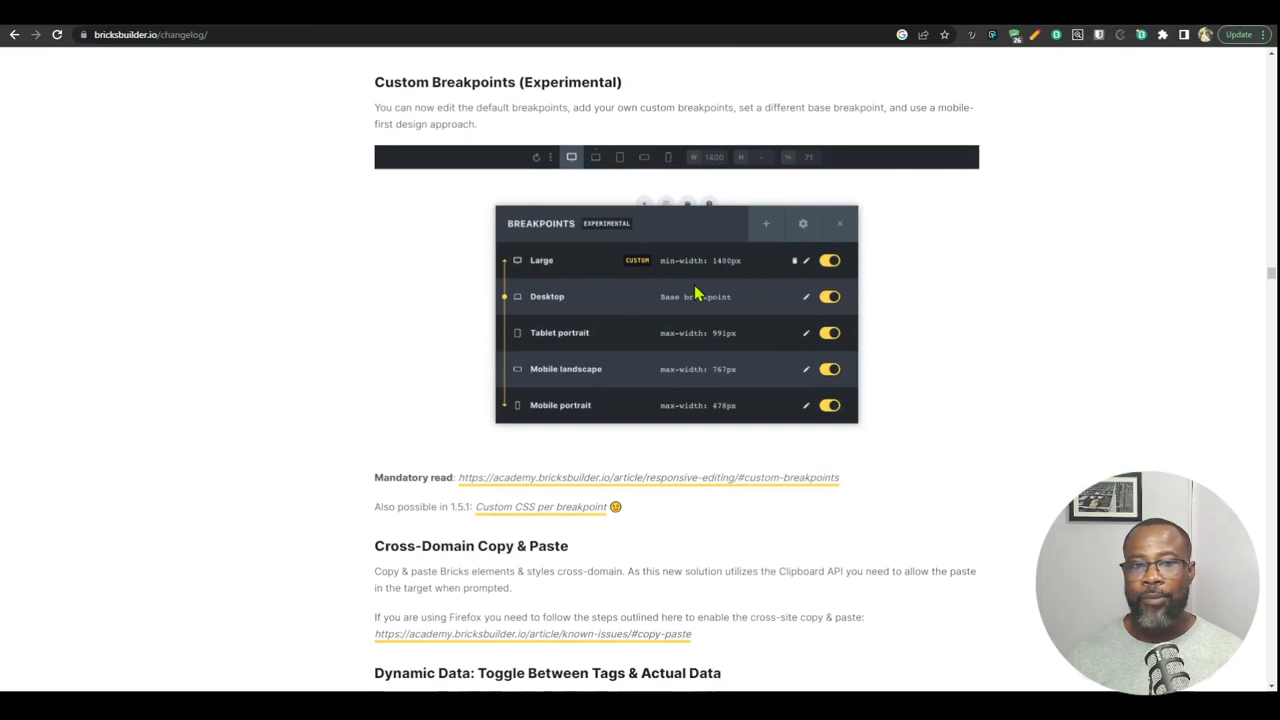 bricksbuilder.io/changelog/
26
Update
Custom Breakpoints (Experimental)
You can now edit the default breakpoints, add your own custom breakpoints, set a different base breakpoint, and use a mobile-
first design approach.
W 1400 H - % 71
BREAKPOINTS EXPERIMENTAL
Large CUSTOM min-width: 1400px
Desktop Base breakpoint
Tablet portrait max-width: 991px
Mobile landscape max-width: 767px
Mobile portrait max-width: 478px
Mandatory read: https://academy.bricksbuilder.io/article/responsive-editing/#custom-breakpoints
Also possible in 1.5.1: Custom CSS per breakpoint
Cross-Domain Copy & Paste
Copy & paste Bricks elements & styles cross-domain. As this new solution utilizes the Clipboard API you need to allow the paste
in the target when prompted.
If you are using Firefox you need to follow the steps outlined here to enable the cross-site copy & paste:
https://academy.bricksbuilder.io/article/known-issues/#copy-paste
Dynamic Data: Toggle Between Tags & Actual Data